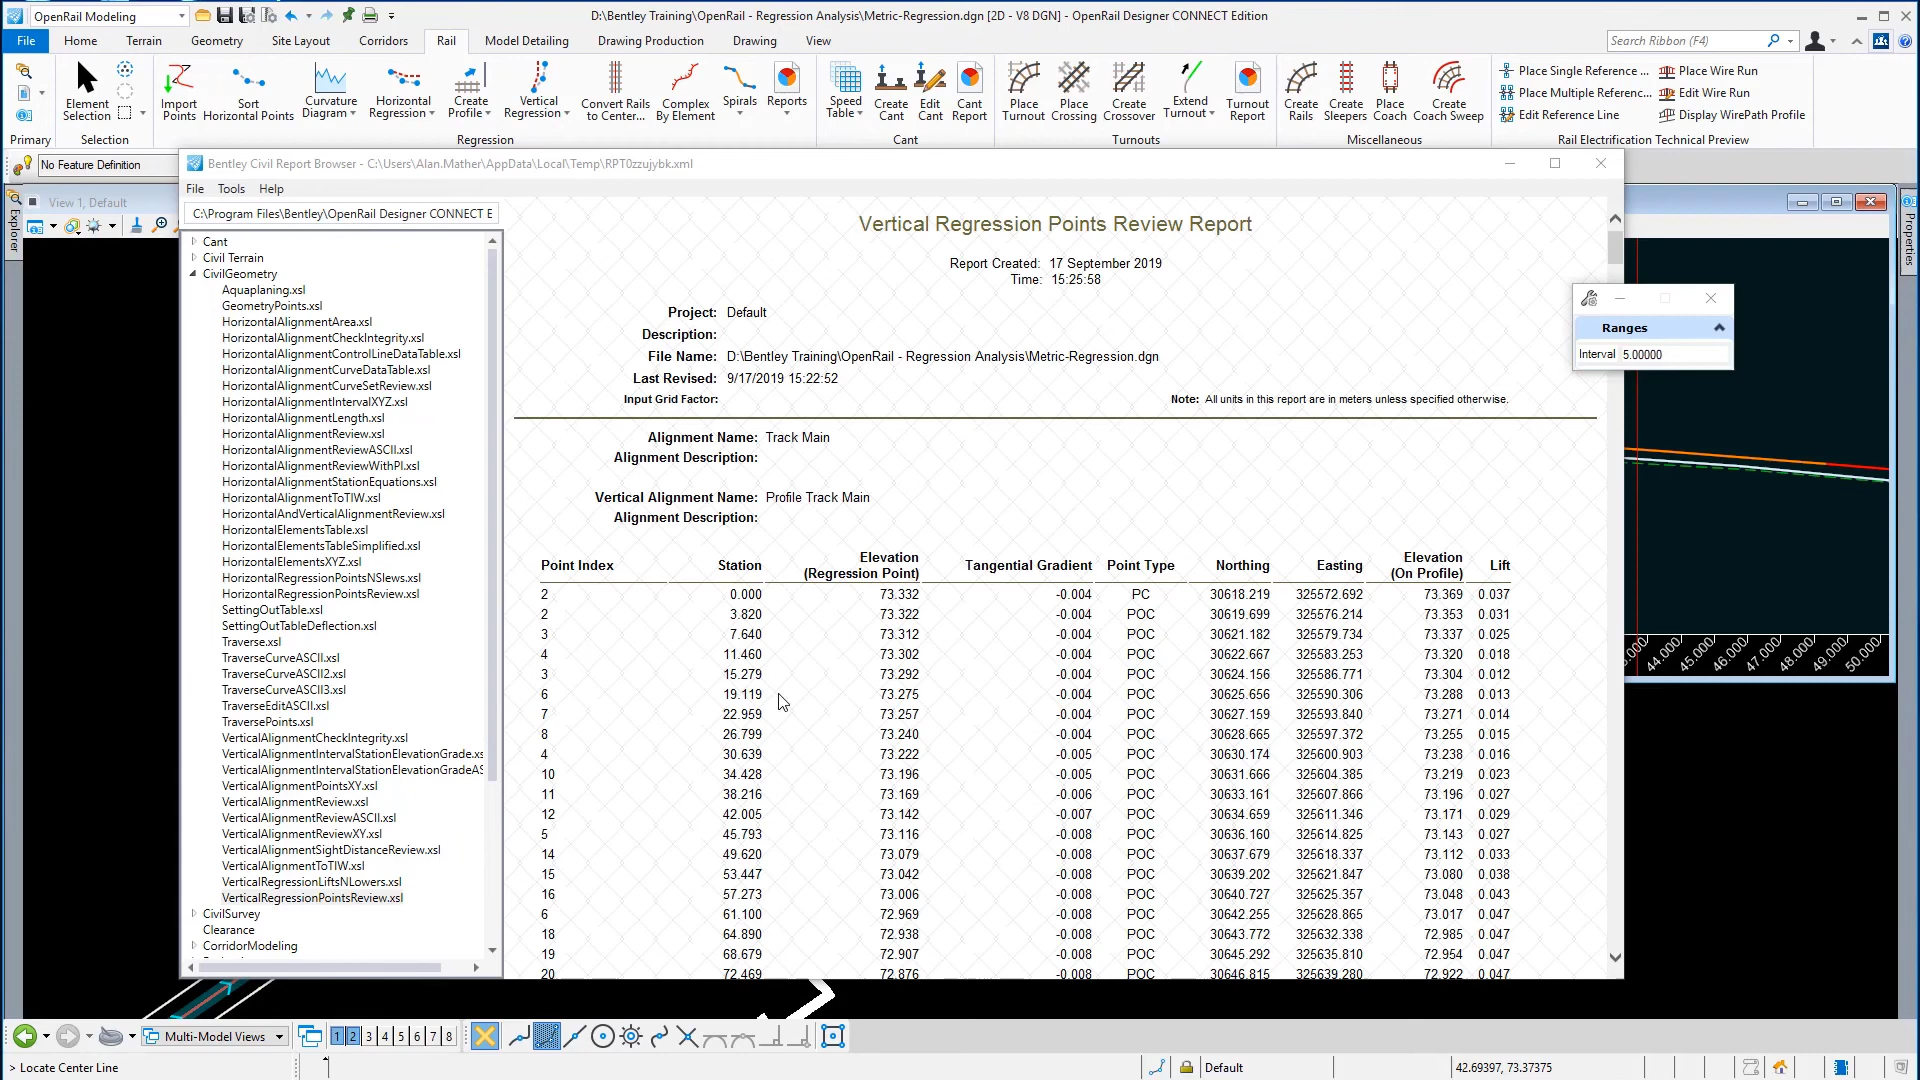 OpenRail Modeling
D:\Bentley Training\OpenRail - Regression Analysis\Metric-Regression.dgn [2D - V8 DGN] - OpenRail Designer CONNECT Edition
File Home Terrain Geometry Site Layout Corridors Rail Model Detailing Drawing Production Drawing View
Search Ribbon (F4)
Element Selection
Import Points
Sort Horizontal Points
Curvature Diagram
Horizontal Regression
Create Profile
Vertical Regression
Convert Rails to Center...
Complex By Element
Spirals
Reports
Speed Table
Create Cant
Edit Cant
Cant Report
Place Turnout
Place Crossing
Create Crossover
Extend Turnout
Turnout Report
Create Rails
Create Sleepers
Place Coach
Create Coach Sweep
Place Single Reference ...
Place Multiple Referenc...
Edit Reference Line
Place Wire Run
Edit Wire Run
Display WirePath Profile
Primary Selection Regression Cant Turnouts Miscellaneous Rail Electrification Technical Preview
No Feature Definition
Explorer
View 1, Default
Properties
Bentley Civil Report Browser - C:\Users\Alan.Mather\AppData\Local\Temp\RPT0zzujybk.xml
File Tools Help
C:\Program Files\Bentley\OpenRail Designer CONNECT E
Cant
Civil Terrain
CivilGeometry
Aquaplaning.xsl
GeometryPoints.xsl
HorizontalAlignmentArea.xsl
HorizontalAlignmentCheckIntegrity.xsl
HorizontalAlignmentControlLineDataTable.xsl
HorizontalAlignmentCurveDataTable.xsl
HorizontalAlignmentCurveSetReview.xsl
HorizontalAlignmentIntervalXYZ.xsl
HorizontalAlignmentLength.xsl
HorizontalAlignmentReview.xsl
HorizontalAlignmentReviewASCII.xsl
HorizontalAlignmentReviewWithPI.xsl
HorizontalAlignmentStationEquations.xsl
HorizontalAlignmentToTIW.xsl
HorizontalAndVerticalAlignmentReview.xsl
HorizontalElementsTable.xsl
HorizontalElementsTableSimplified.xsl
HorizontalElementsXYZ.xsl
HorizontalRegressionPointsNSlews.xsl
HorizontalRegressionPointsReview.xsl
SettingOutTable.xsl
SettingOutTableDeflection.xsl
Traverse.xsl
TraverseCurveASCII.xsl
TraverseCurveASCII2.xsl
TraverseCurveASCII3.xsl
TraverseEditASCII.xsl
TraversePoints.xsl
VerticalAlignmentCheckIntegrity.xsl
VerticalAlignmentIntervalStationElevationGrade.xs
VerticalAlignmentIntervalStationElevationGradeAS
VerticalAlignmentPointsXY.xsl
VerticalAlignmentReview.xsl
VerticalAlignmentReviewASCII.xsl
VerticalAlignmentReviewXY.xsl
VerticalAlignmentSightDistanceReview.xsl
VerticalAlignmentToTIW.xsl
VerticalRegressionLiftsNLowers.xsl
VerticalRegressionPointsReview.xsl
CivilSurvey
Clearance
CorridorModeling
Vertical Regression Points Review Report
Report Created: 17 September 2019
Time: 15:25:58
Project: Default
Description:
File Name: D:\Bentley Training\OpenRail - Regression Analysis\Metric-Regression.dgn
Last Revised: 9/17/2019 15:22:52
Input Grid Factor: Note: All units in this report are in meters unless specified otherwise.
Alignment Name: Track Main
Alignment Description:
Vertical Alignment Name: Profile Track Main
Alignment Description:
Point Index Station Elevation (Regression Point) Tangential Gradient Point Type Northing Easting Elevation (On Profile) Lift
2 0.000 73.332 -0.004 PC 30618.219 325572.692 73.369 0.037
2 3.820 73.322 -0.004 POC 30619.699 325576.214 73.353 0.031
3 7.640 73.312 -0.004 POC 30621.182 325579.734 73.337 0.025
4 11.460 73.302 -0.004 POC 30622.667 325583.253 73.320 0.018
3 15.279 73.292 -0.004 POC 30624.156 325586.771 73.304 0.012
6 19.119 73.275 -0.004 POC 30625.656 325590.306 73.288 0.013
7 22.959 73.257 -0.004 POC 30627.159 325593.840 73.271 0.014
8 26.799 73.240 -0.004 POC 30628.665 325597.372 73.255 0.015
4 30.639 73.222 -0.005 POC 30630.174 325600.903 73.238 0.016
10 34.428 73.196 -0.005 POC 30631.666 325604.385 73.219 0.023
11 38.216 73.169 -0.006 POC 30633.161 325607.866 73.196 0.027
12 42.005 73.142 -0.007 POC 30634.659 325611.346 73.171 0.029
5 45.793 73.116 -0.008 POC 30636.160 325614.825 73.143 0.027
14 49.620 73.079 -0.008 POC 30637.679 325618.337 73.112 0.033
15 53.447 73.042 -0.008 POC 30639.202 325621.847 73.080 0.038
16 57.273 73.006 -0.008 POC 30640.727 325625.357 73.048 0.043
6 61.100 72.969 -0.008 POC 30642.255 325628.865 73.017 0.047
18 64.890 72.938 -0.008 POC 30643.772 325632.338 72.985 0.047
19 68.679 72.907 -0.008 POC 30645.292 325635.810 72.954 0.047
20 72.469 72.876 -0.008 POC 30646.815 325639.280 72.922 0.047
Ranges
Interval 5.00000
44.000 45.000 46.000 47.000 48.000 49.000 50.000
Multi-Model Views 1 2 3 4 5 6 7 8
> Locate Center Line
Default
42.69397, 73.37375